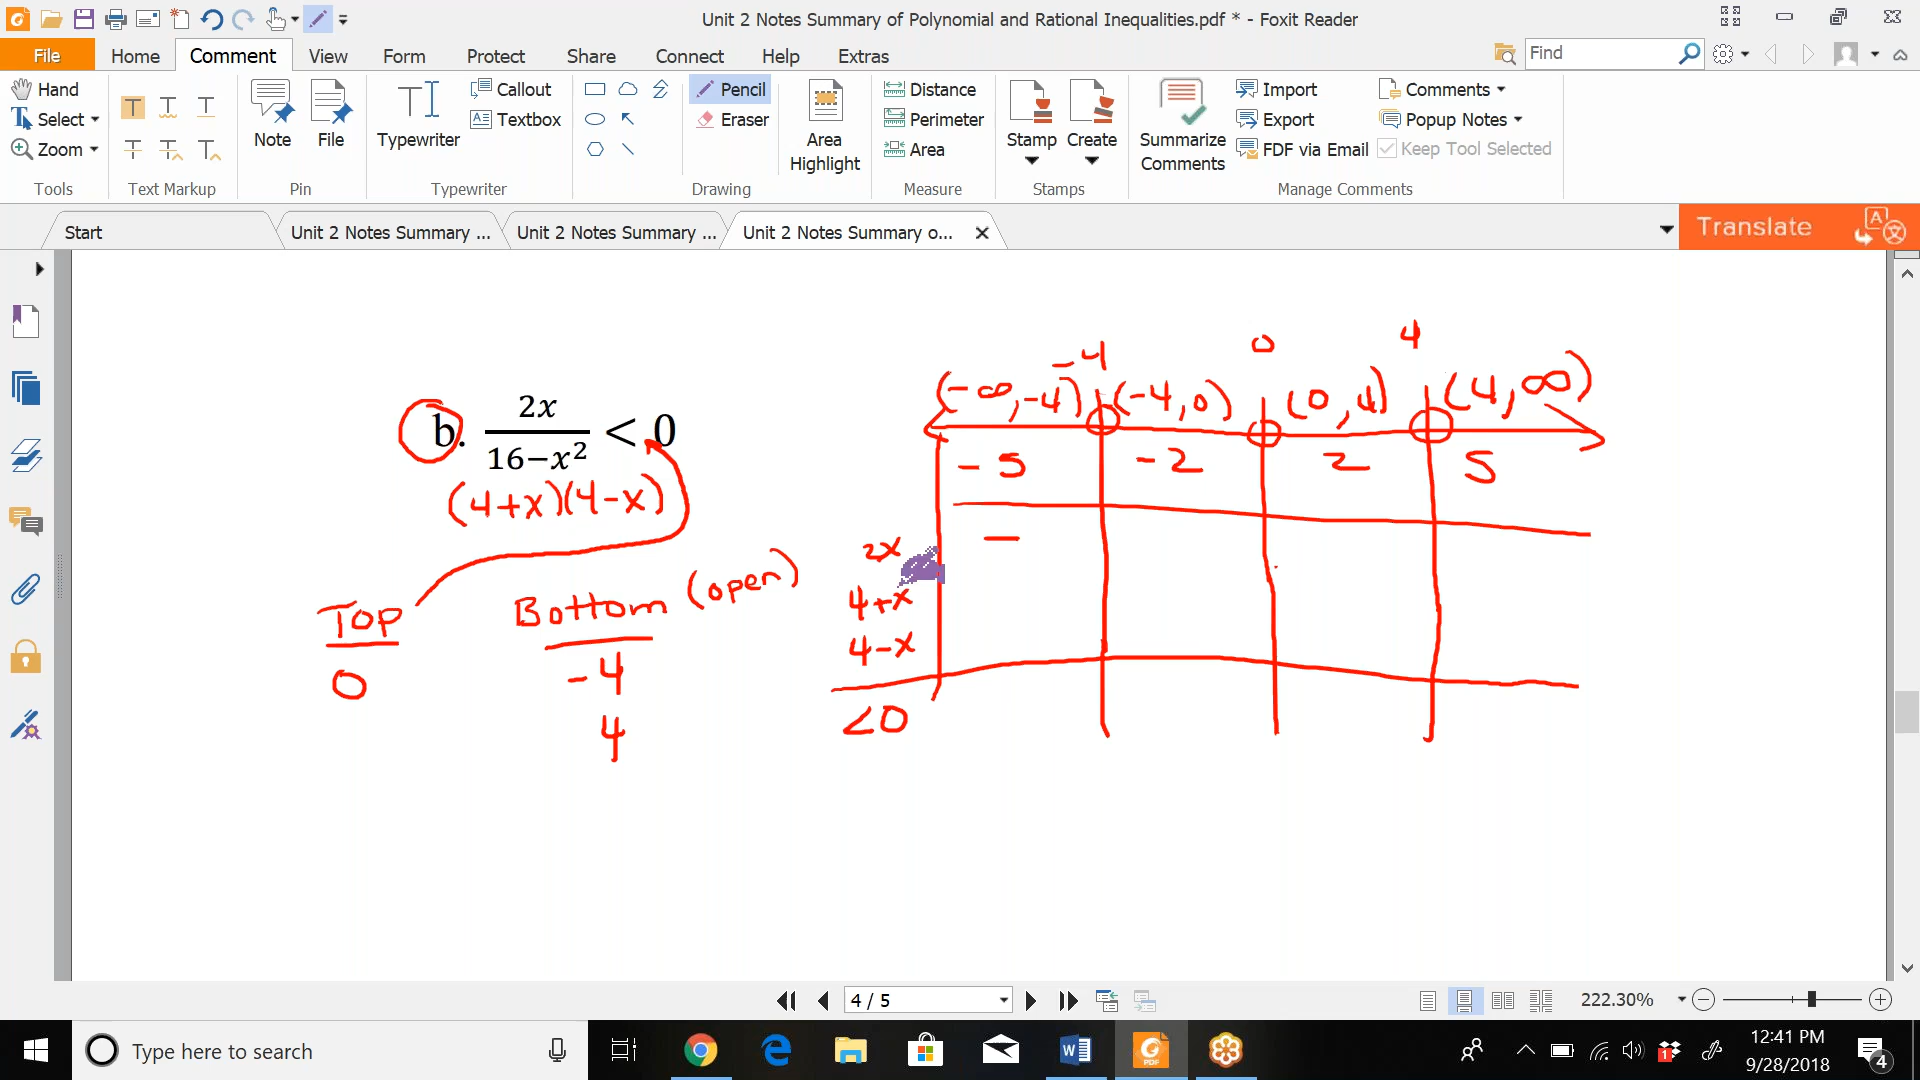 Unit 2 Notes Summary of Polynomial and Rational Inequalities.pdf * - Foxit Reader
File Home Comment View Form Protect Share Connect Help Extras
Find
Hand
Select
Zoom
Tools
Text Markup
Note
File
Pin
Typewriter
Callout
Textbox
Typewriter
Pencil
Eraser
Drawing
Area Highlight
Distance
Perimeter
Area
Measure
Stamp
Create
Stamps
Summarize Comments
Import
Export
FDF via Email
Comments
Popup Notes
Keep Tool Selected
Manage Comments
Start
Unit 2 Notes Summary ...
Unit 2 Notes Summary ...
Unit 2 Notes Summary o...
Translate
b. 2x / 16−x² < 0
(4+x)(4-x)
Top
0
Bottom (open)
-4
4
-4 0 4
(-∞,-4) (-4,0) (0,4) (4,∞)
-5 -2 2 5
2x −
4+x
4-x
<0
4 / 5
222.30%
Type here to search
12:41 PM
9/28/2018
4
1